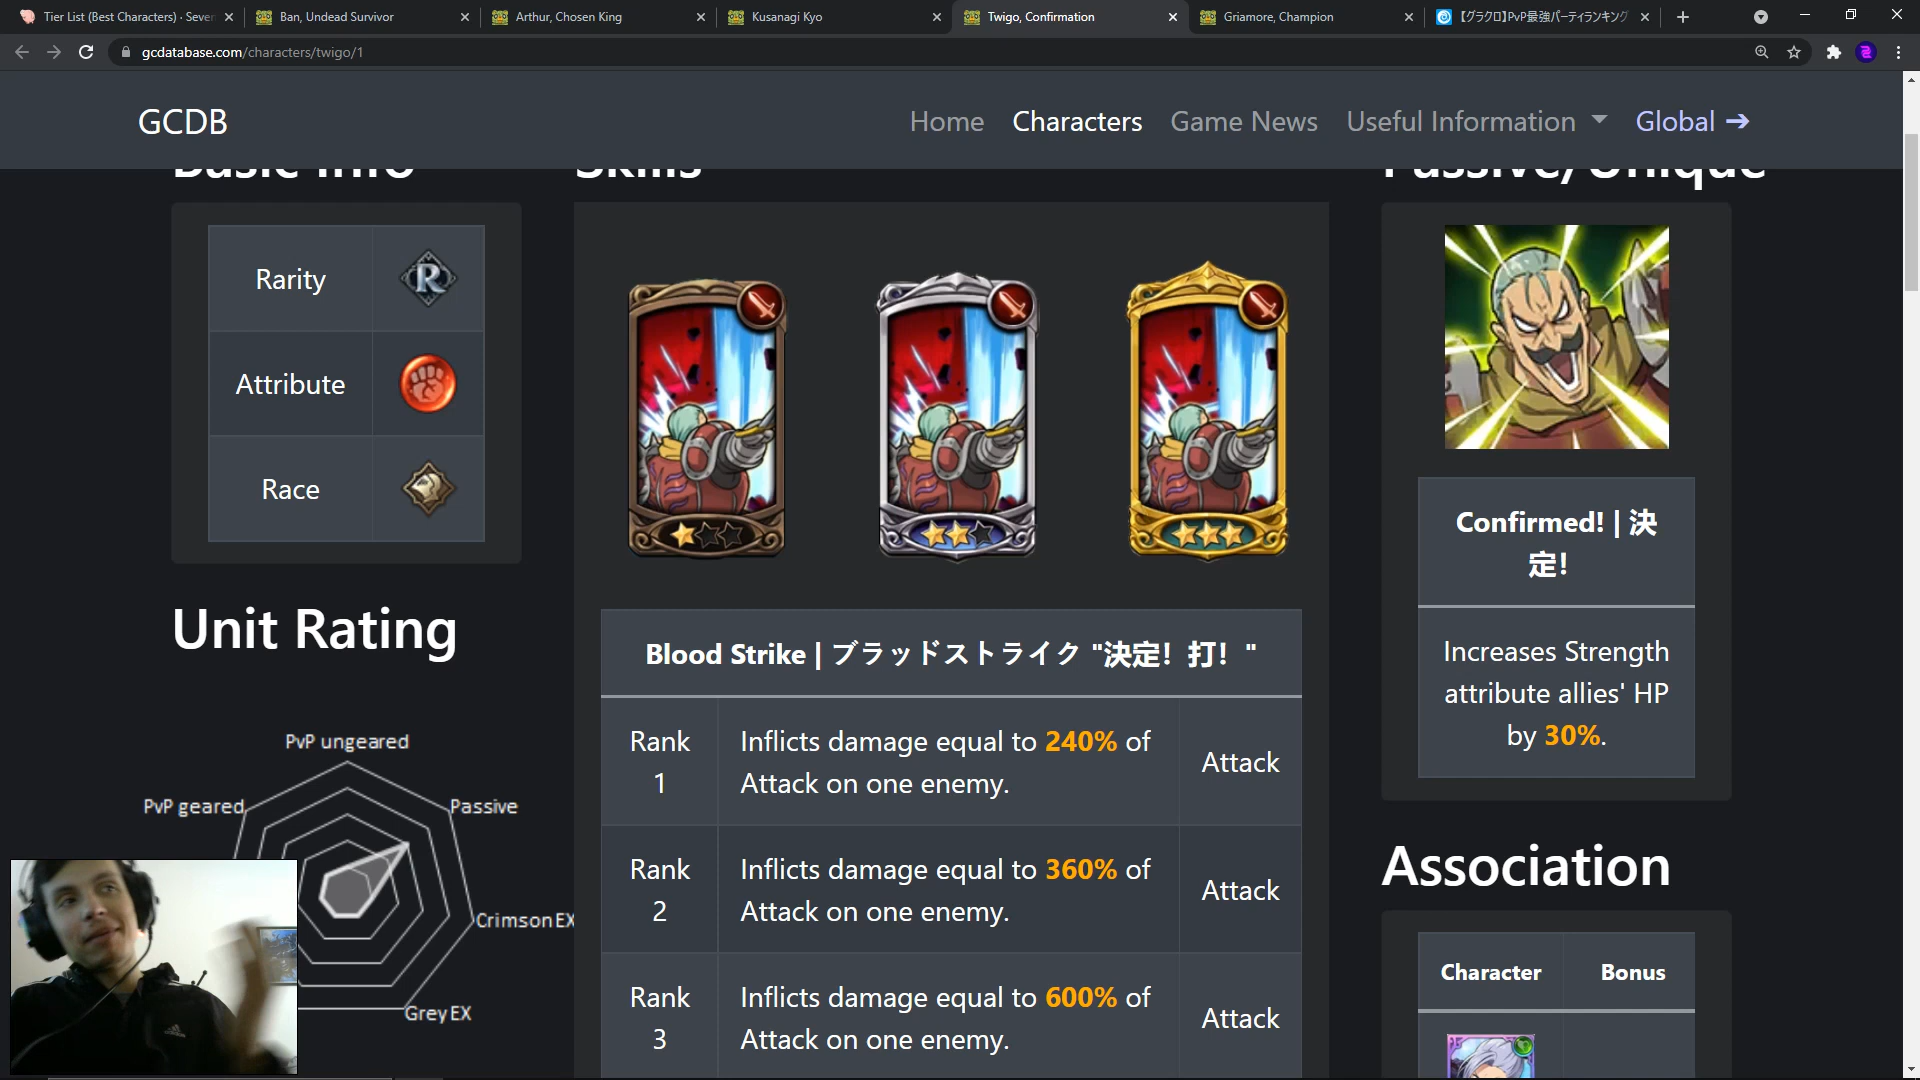 Tier List (Best Characters) · Seven
Ban, Undead Survivor
Arthur, Chosen King
Kusanagi Kyo
Twigo, Confirmation
Griamore, Champion
【グラクロ】PvP最強パーティランキング
gcdatabase.com/characters/twigo/1
GCDB
Home
Characters
Game News
Useful Information
Global ➔
Basic Info
Skills
Passive/Unique
Rarity
R
Attribute
Race
Unit Rating
PvP ungeared
PvP geared
Passive
Crimson EX
Grey EX
Blood Strike | ブラッドストライク "決定！打！"
Rank 1
Inflicts damage equal to 240% of
Attack on one enemy.
Attack
Rank 2
Inflicts damage equal to 360% of
Attack on one enemy.
Attack
Rank 3
Inflicts damage equal to 600% of
Attack on one enemy.
Attack
Confirmed! | 決
定！
Increases Strength
attribute allies' HP
by 30%.
Association
Character
Bonus